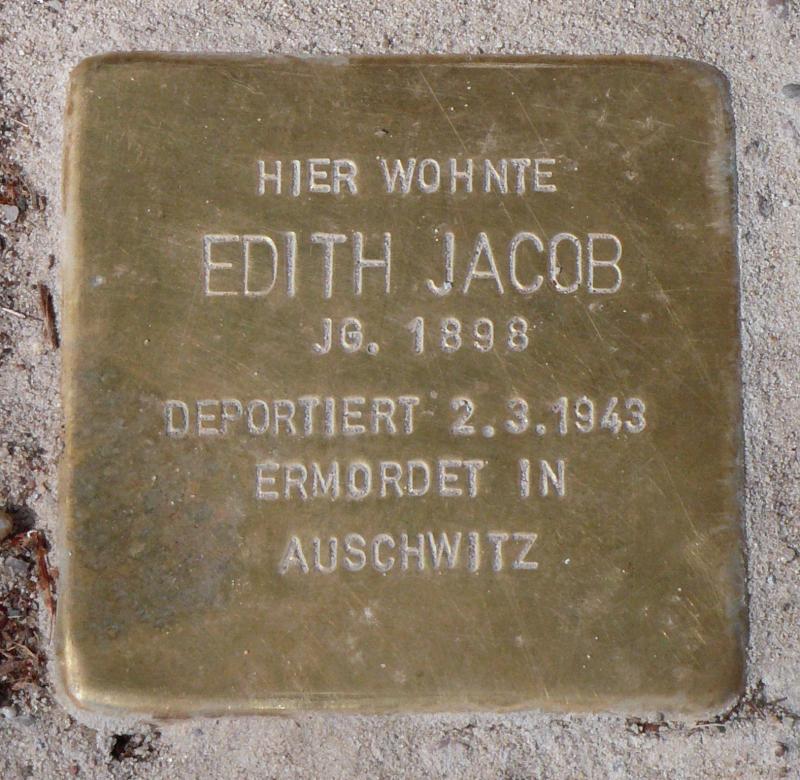 HIER WOHNTE
EDITH JACOB
JG. 1898
DEPORTIERT 2.3.1943
ERMORDET IN
AUSCHWITZ